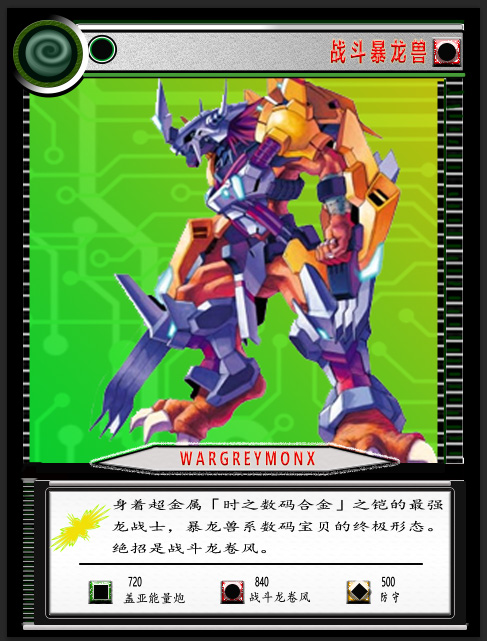 战斗暴龙兽
WARGREYMONX
身着超金属「时之数码合金」之铠的最强
龙战士，暴龙兽系数码宝贝的终极形态。
绝招是战斗龙卷风。
720 840 500
盖亚能量炮 战斗龙卷风 防守